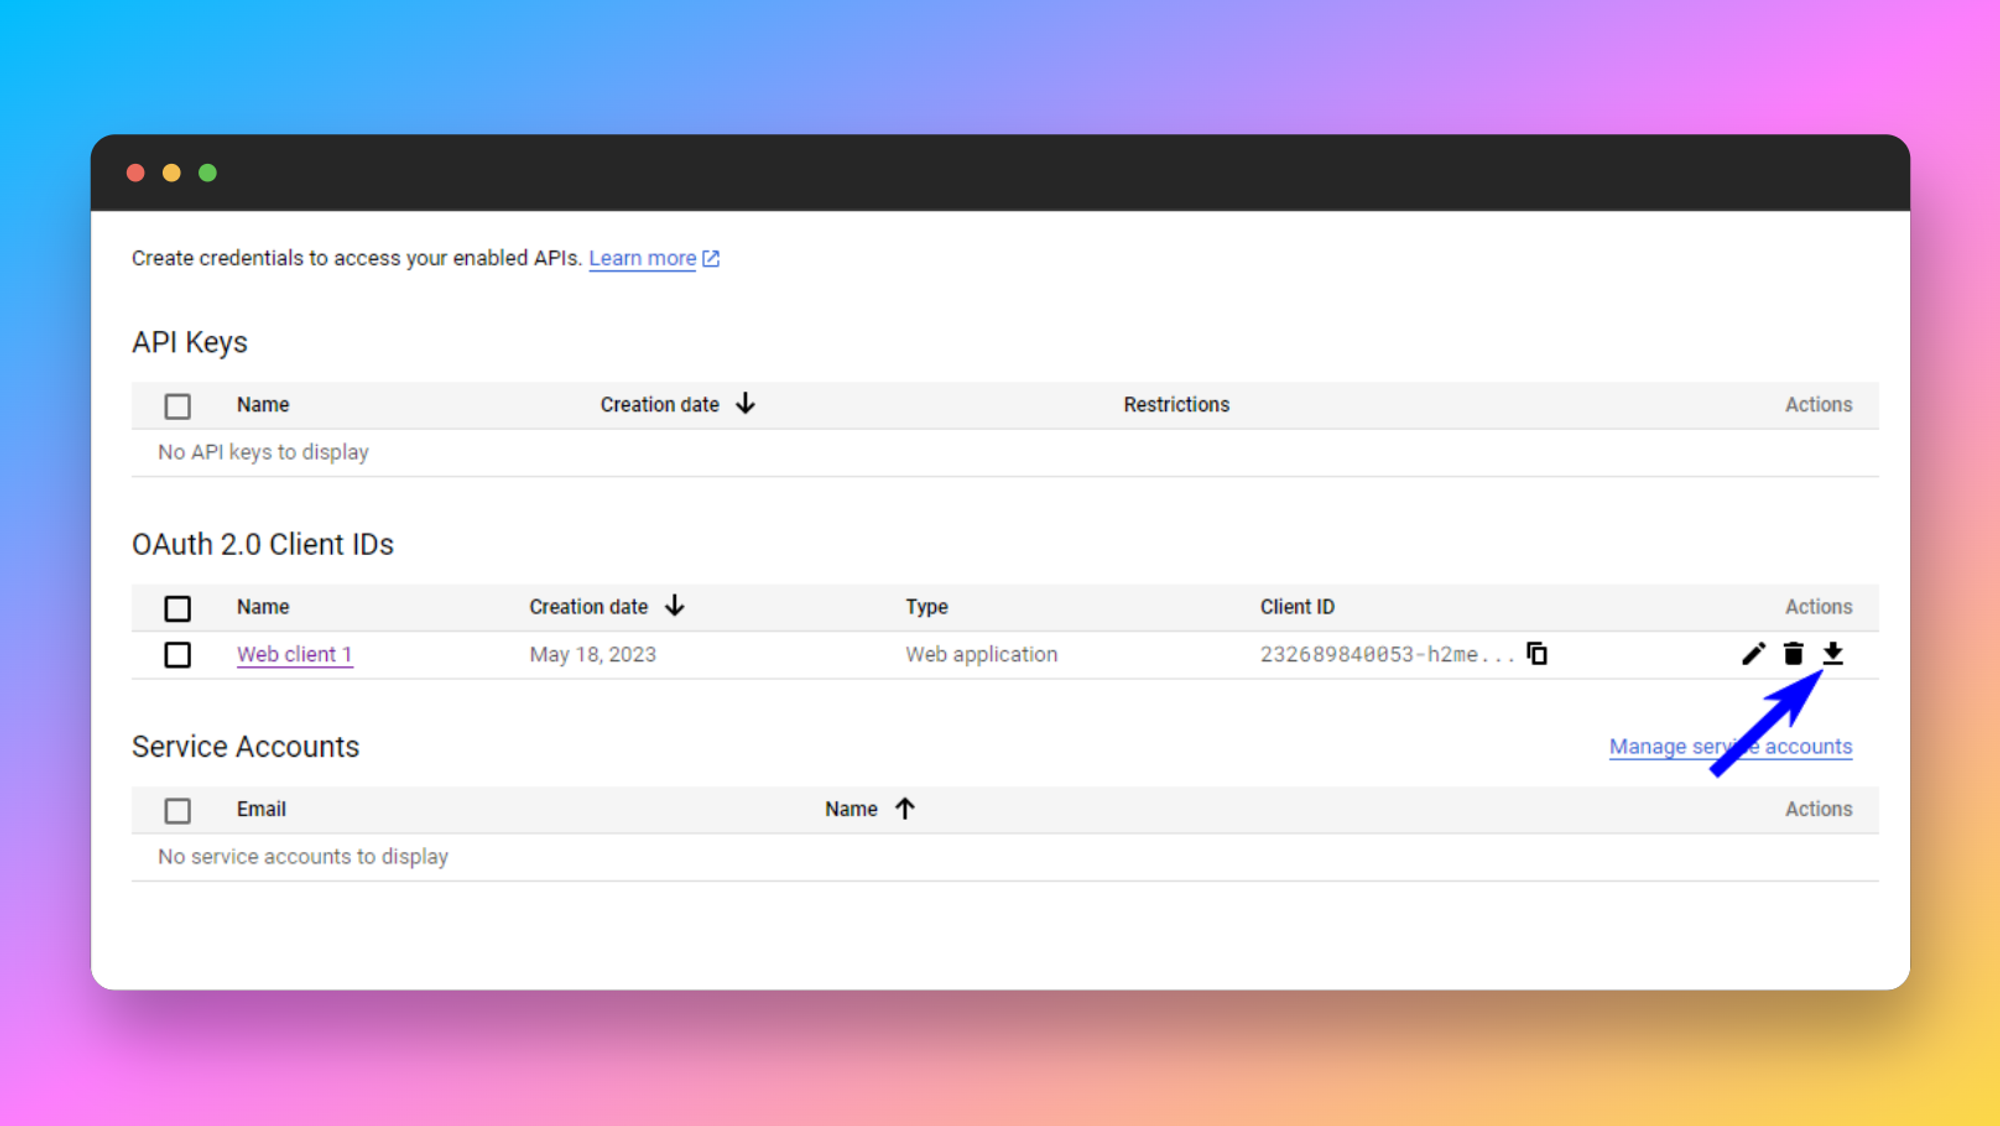 Create credentials to access your enabled APIs. Learn more
API Keys
Name Creation date Restrictions Actions
No API keys to display
OAuth 2.0 Client IDs
Name Creation date Type Client ID Actions
Web client 1 May 18, 2023 Web application 232689840053-h2me...
Service Accounts Manage service accounts
Email Name Actions
No service accounts to display